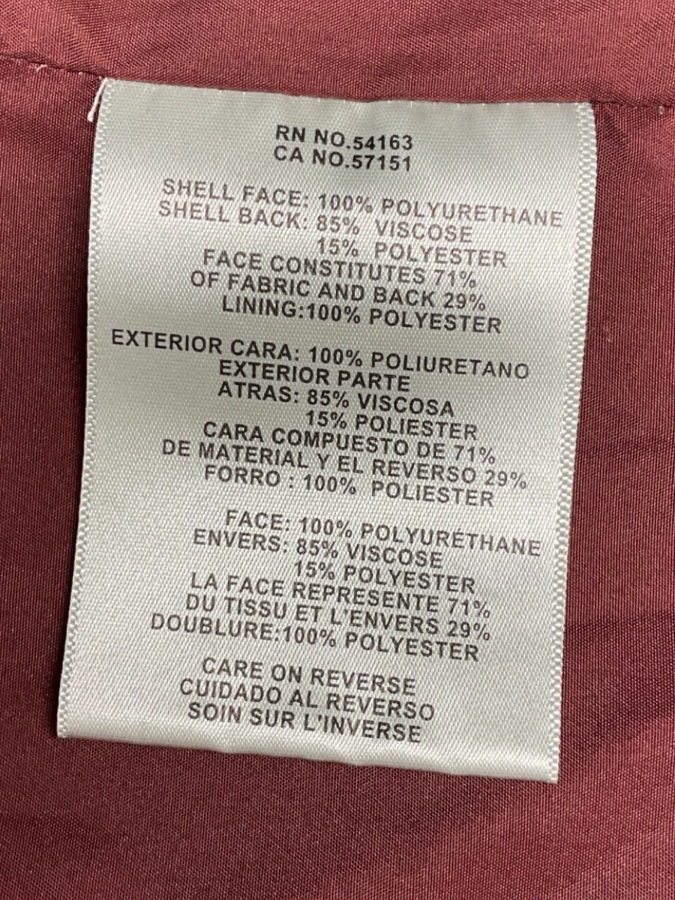 RN NO.54163
CA NO.57151
SHELL FACE: 100% POLYURETHANE
SHELL BACK: 85% VISCOSE
15% POLYESTER
FACE CONSTITUTES 71%
OF FABRIC AND BACK 29%
LINING:100% POLYESTER
EXTERIOR CARA: 100% POLIURETANO
EXTERIOR PARTE
ATRAS: 85% VISCOSA
15% POLIESTER
CARA COMPUESTO DE 71%
DE MATERIAL Y EL REVERSO 29%
FORRO : 100% POLIESTER
FACE: 100% POLYURÉTHANE
ENVERS: 85% VISCOSE
15% POLYESTER
LA FACE REPRESENTE 71%
DU TISSU ET L'ENVERS 29%
DOUBLURE:100% POLYESTER
CARE ON REVERSE
CUIDADO AL REVERSO
SOIN SUR L'INVERSE